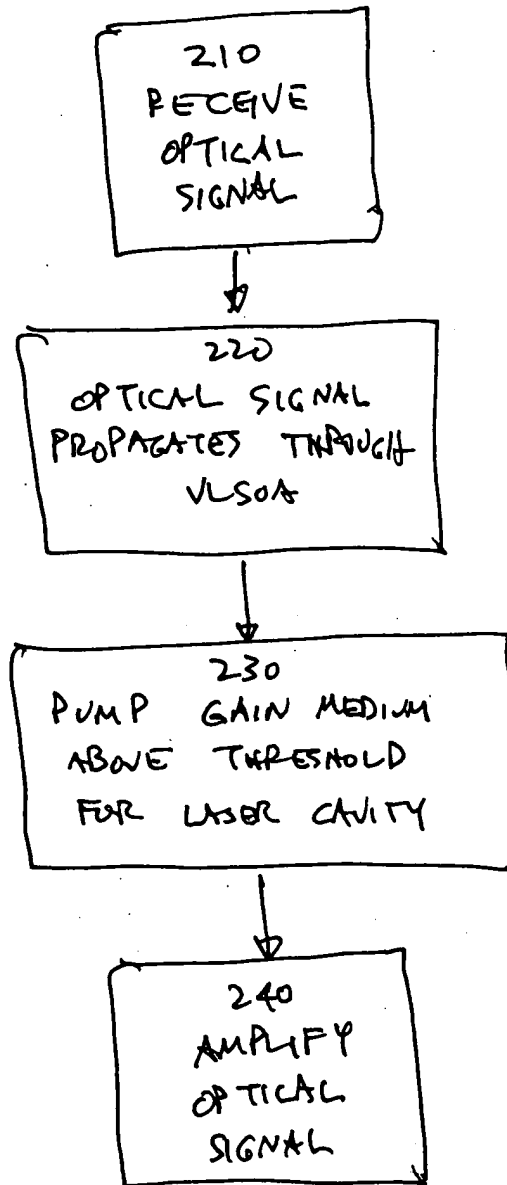 210
RECEIVE
OPTICAL
SIGNAL
220
OPTICAL SIGNAL
PROPAGATES THROUGH
VLSOA
230
PUMP GAIN MEDIUM
ABOVE THRESHOLD
FOR LASER CAVITY
240
AMPLIFY
OPTICAL
SIGNAL